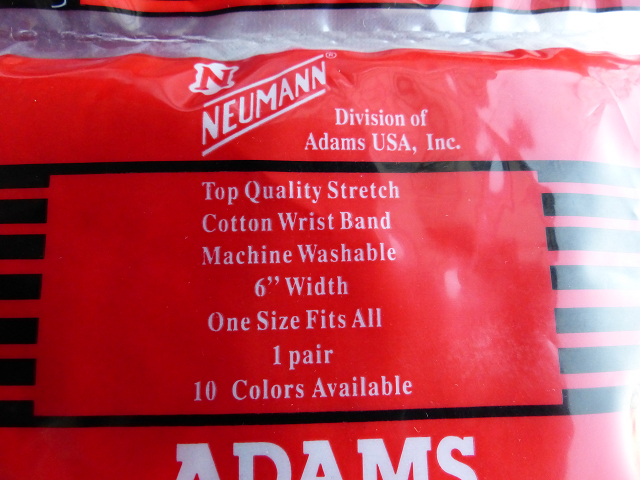 N
NEUMANN®
Division of
Adams USA, Inc.
Top Quality Stretch
Cotton Wrist Band
Machine Washable
6” Width
One Size Fits All
1 pair
10 Colors Available
ADAMS